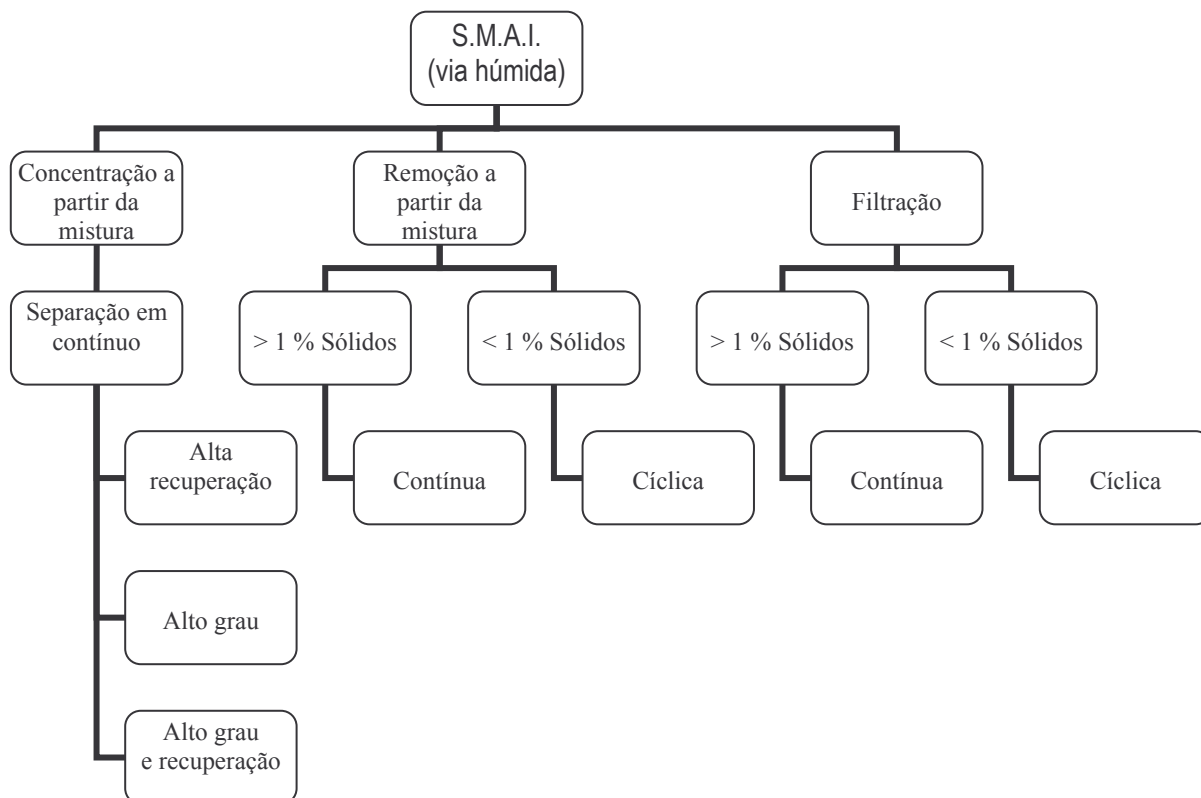 S.M.A.I.
(via húmida)
Concentração a
partir da
mistura
Remoção a
partir da
mistura
Filtração
Separação em
contínuo
> 1 % Sólidos
< 1 % Sólidos
> 1 % Sólidos
< 1 % Sólidos
Alta
recuperação
Contínua
Cíclica
Contínua
Cíclica
Alto grau
Alto grau
e recuperação